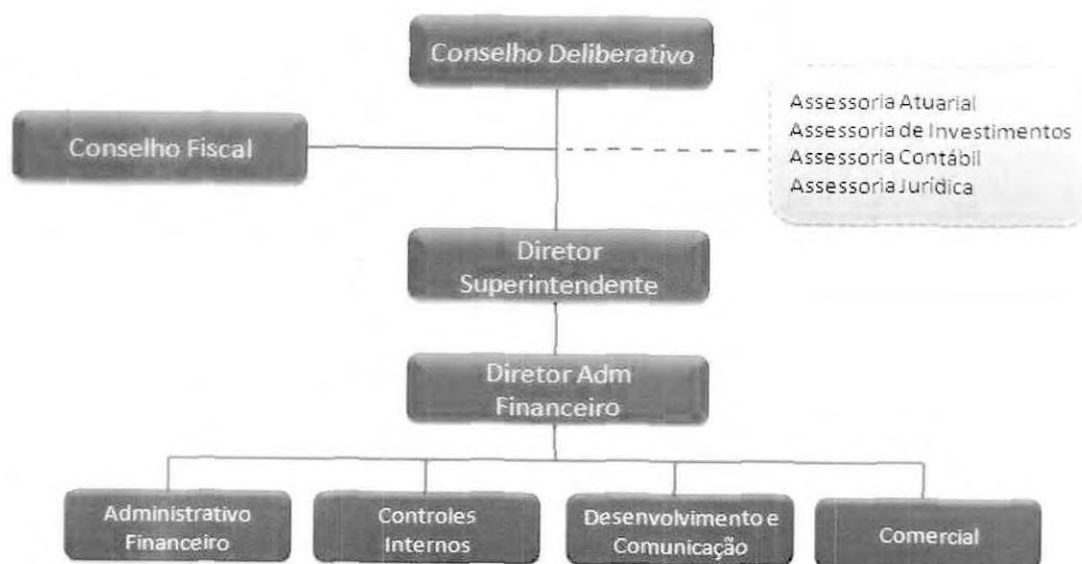 Conselho Deliberativo
Conselho Fiscal
Assessoria Atuarial
Assessoria de Investimentos
Assessoria Contábil
Assessoria Jurídica
Diretor
Superintendente
Diretor Adm
Financeiro
Administrativo
Financeiro
Controles
Internos
Desenvolvimento e
Comunicação
Comercial